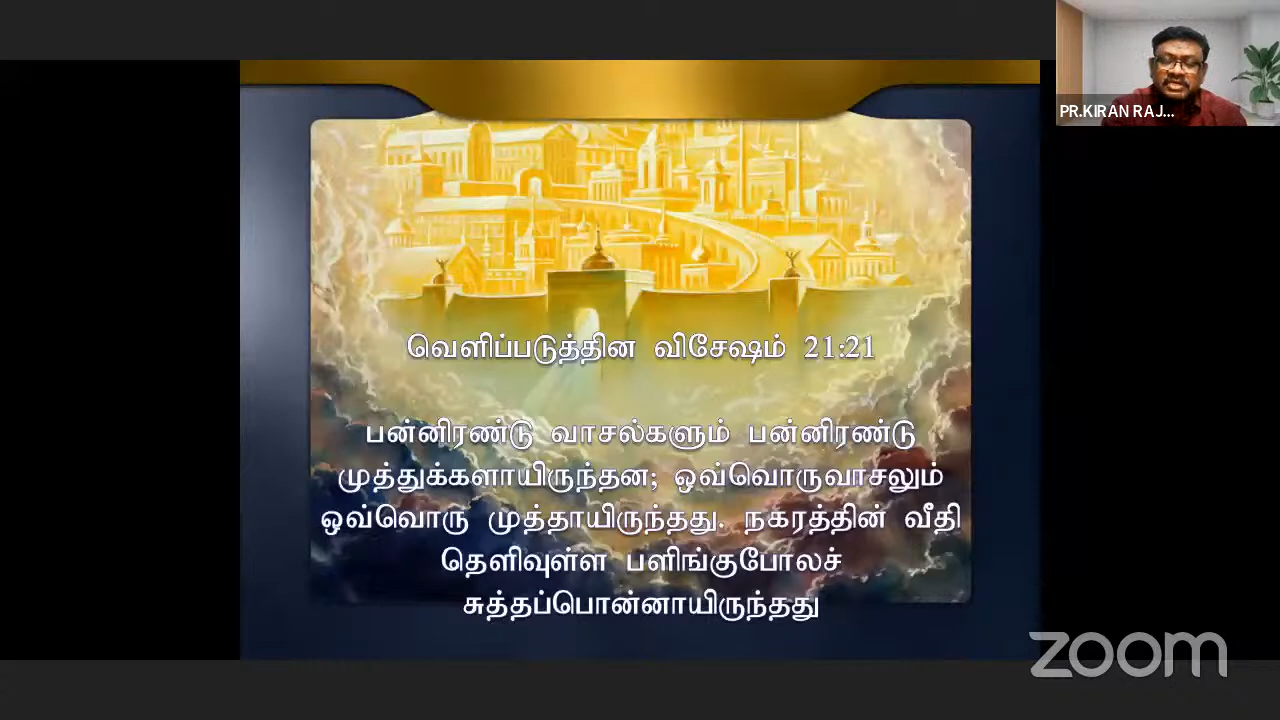 PR.KIRAN RAJ...
வெளிப்படுத்தின விசேஷம் 21:21
பன்னிரண்டு வாசல்களும் பன்னிரண்டு
முத்துக்களாயிருந்தன; ஒவ்வொருவாசலும்
ஒவ்வொரு முத்தாயிருந்தது. நகரத்தின் வீதி
தெளிவுள்ள பளிங்குபோலச்
சுத்தப்பொன்னாயிருந்தது
zoom